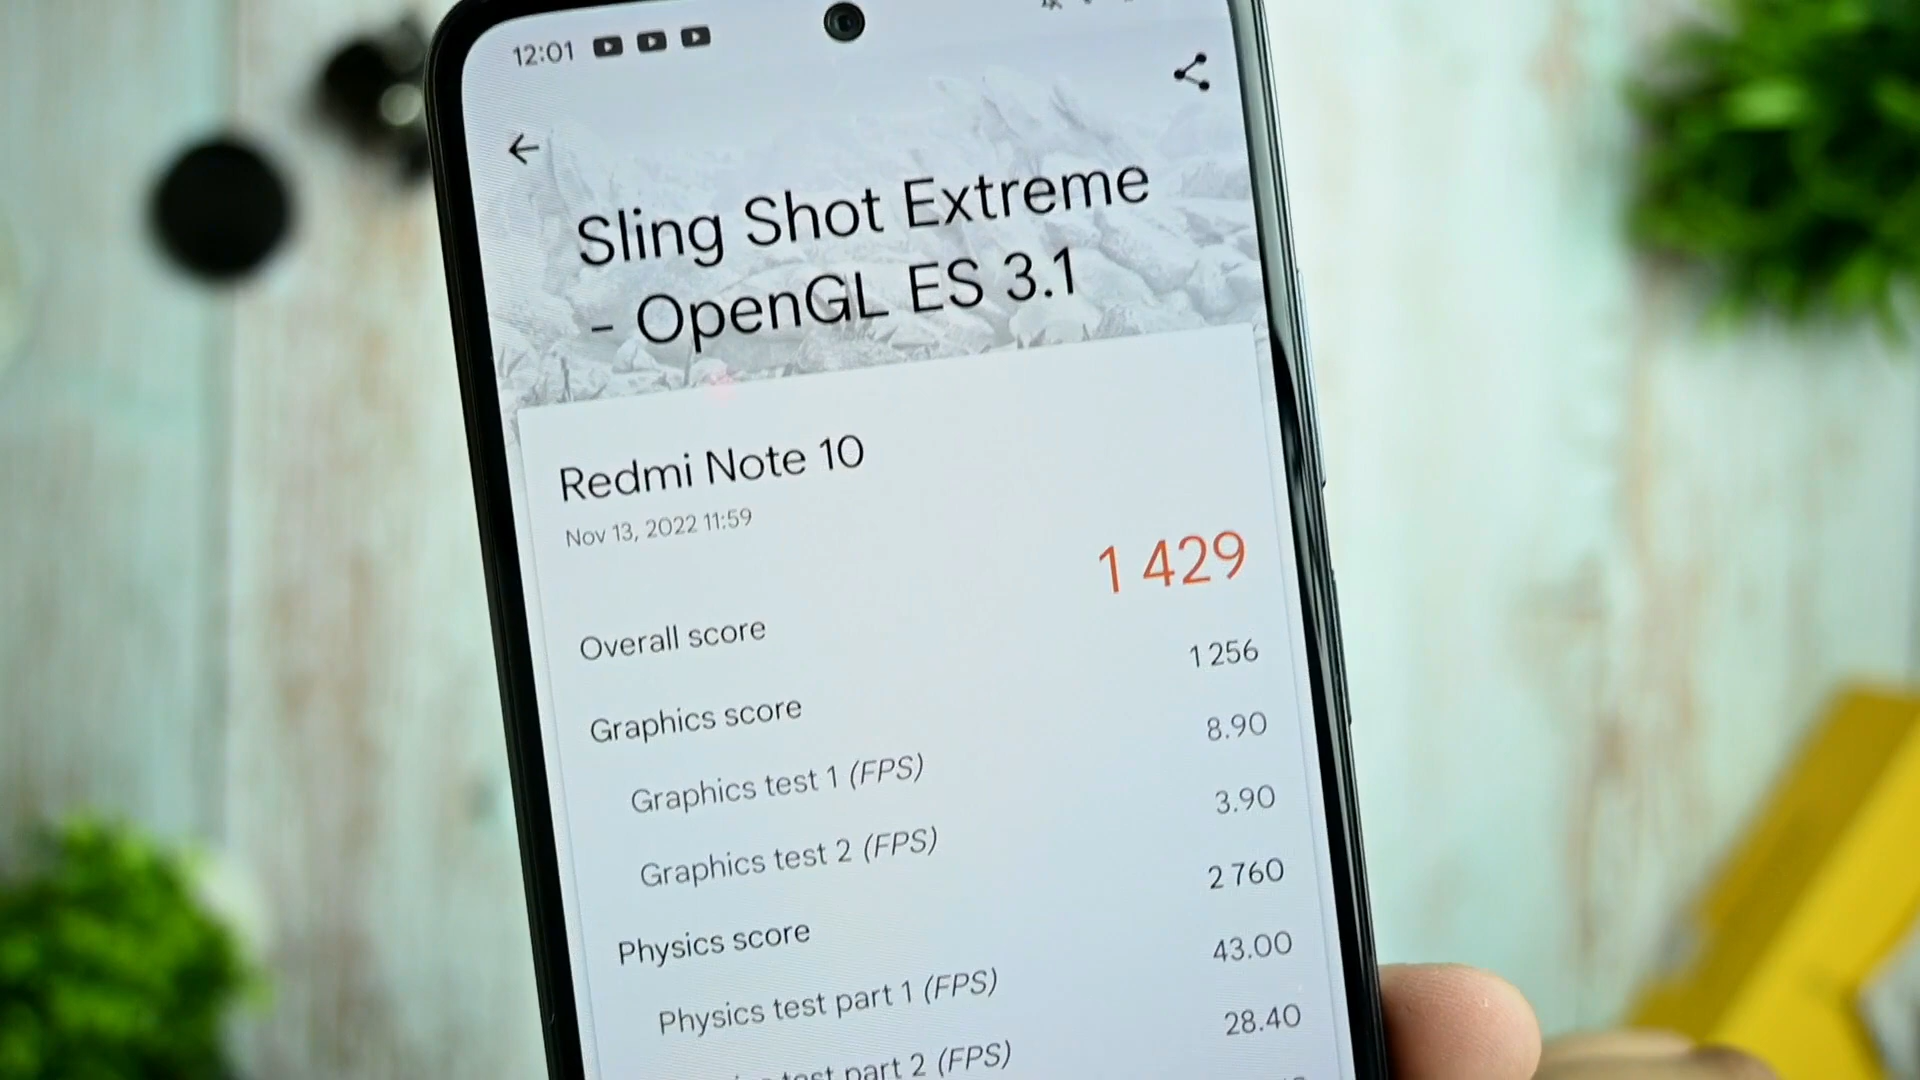 12:01
Sling Shot Extreme
- OpenGL ES 3.1
Redmi Note 10
Nov 13, 2022 11:59
Overall score 1 429
Graphics score 1 256
Graphics test 1 (FPS) 8.90
Graphics test 2 (FPS) 3.90
Physics score 2 760
Physics test part 1 (FPS) 43.00
test part 2 (FPS) 28.40